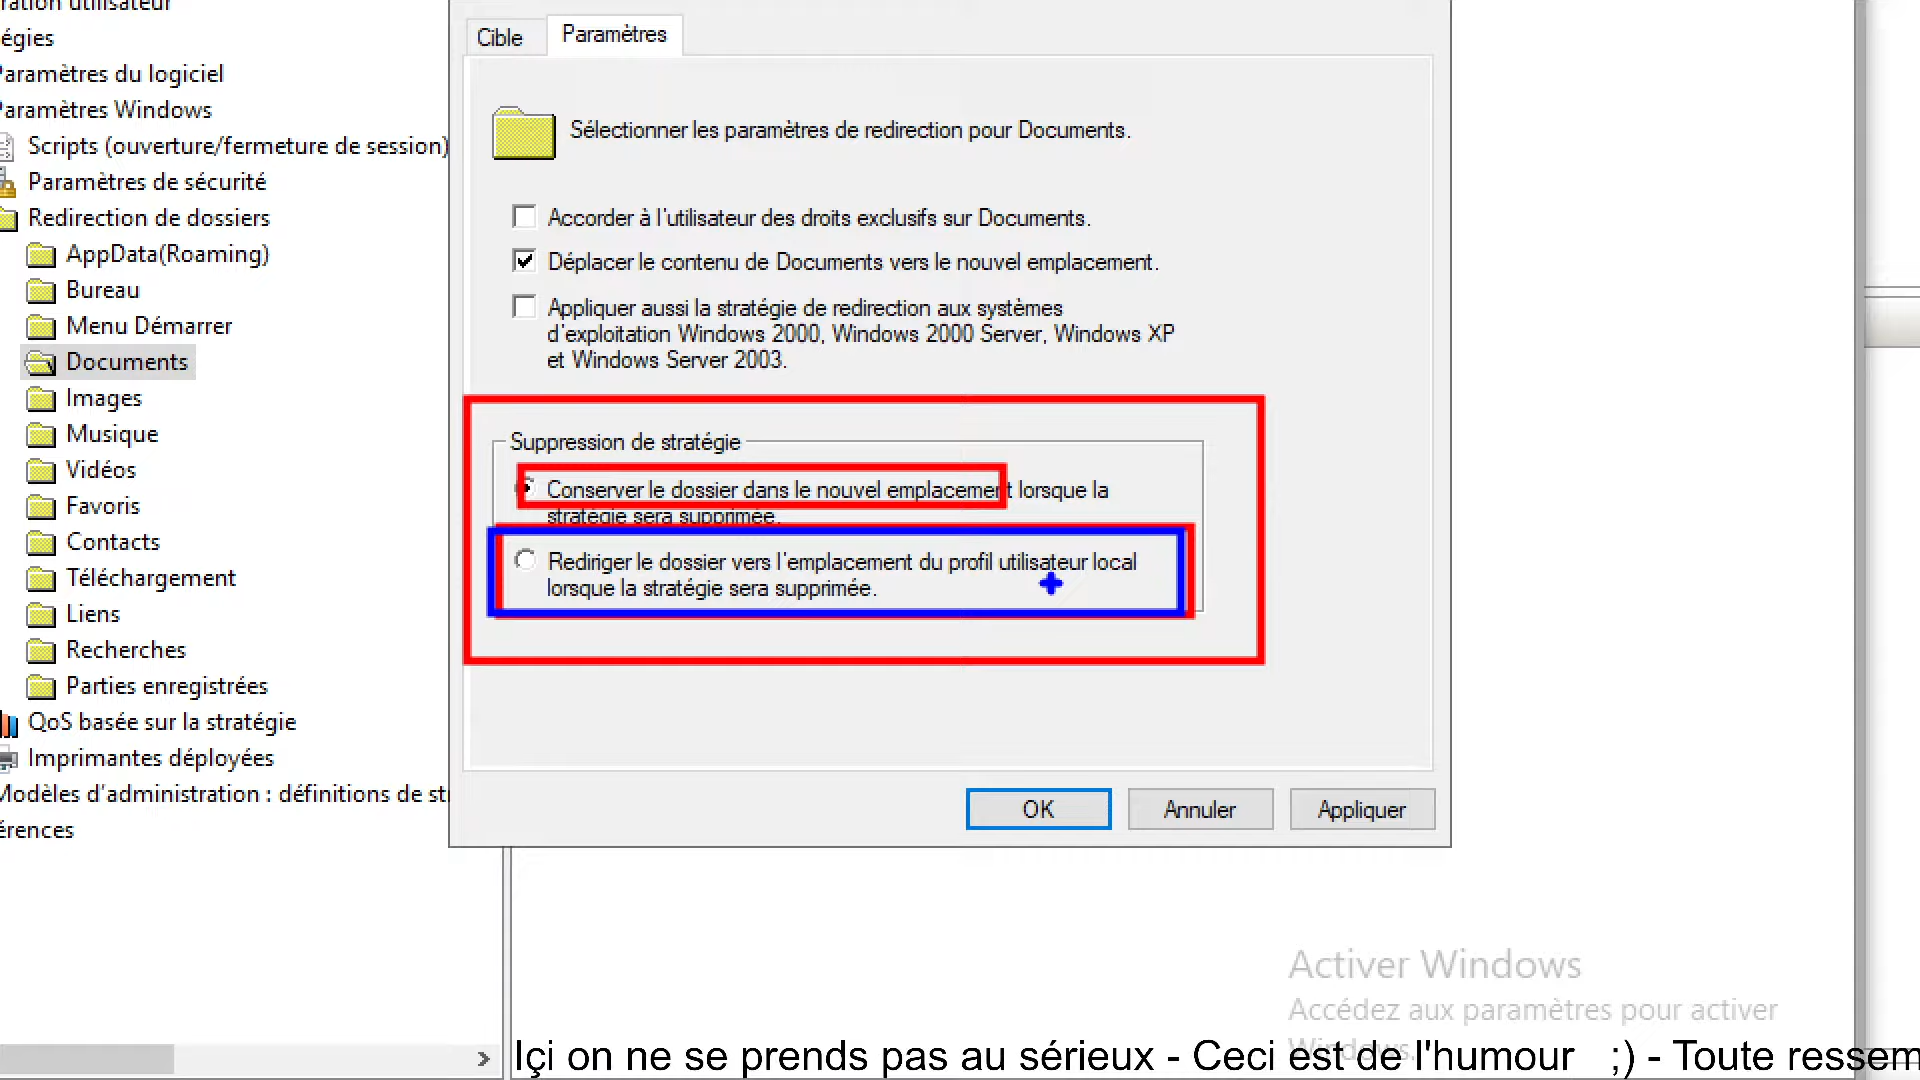 ration utilisateur
égies
Paramètres du logiciel
Paramètres Windows
Scripts (ouverture/fermeture de session)
Paramètres de sécurité
Redirection de dossiers
AppData(Roaming)
Bureau
Menu Démarrer
Documents
Images
Musique
Vidéos
Favoris
Contacts
Téléchargement
Liens
Recherches
Parties enregistrées
QoS basée sur la stratégie
Imprimantes déployées
Modèles d'administration : définitions de str
érences
Cible
Paramètres
Sélectionner les paramètres de redirection pour Documents.
Accorder à l'utilisateur des droits exclusifs sur Documents.
Déplacer le contenu de Documents vers le nouvel emplacement.
Appliquer aussi la stratégie de redirection aux systèmes
d'exploitation Windows 2000, Windows 2000 Server, Windows XP
et Windows Server 2003.
Suppression de stratégie
Conserver le dossier dans le nouvel emplacement lorsque la
stratégie sera supprimée.
Rediriger le dossier vers l'emplacement du profil utilisateur local
lorsque la stratégie sera supprimée.
OK
Annuler
Appliquer
Activer Windows
Accédez aux paramètres pour activer
Windows.
Içi on ne se prends pas au sérieux - Ceci est de l'humour ;) - Toute ressem